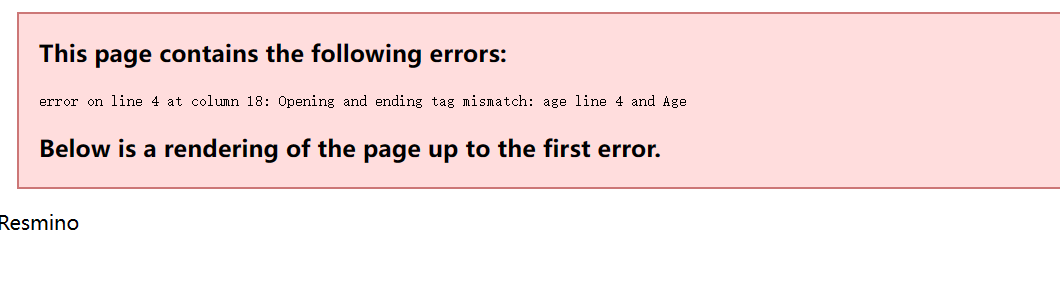 This page contains the following errors:
error on line 4 at column 18: Opening and ending tag mismatch: age line 4 and Age
Below is a rendering of the page up to the first error.
Resmino